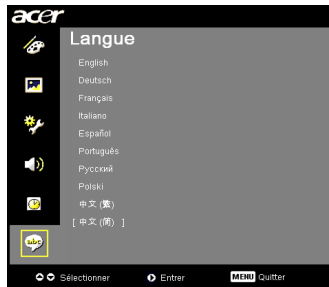 acer
Langue
English
Deutsch
Français
Italiano
Español
Português
Русский
Polski
中文 (繁)
[ 中文 (简) ]
abc
Sélectionner Entrer MENU Quitter